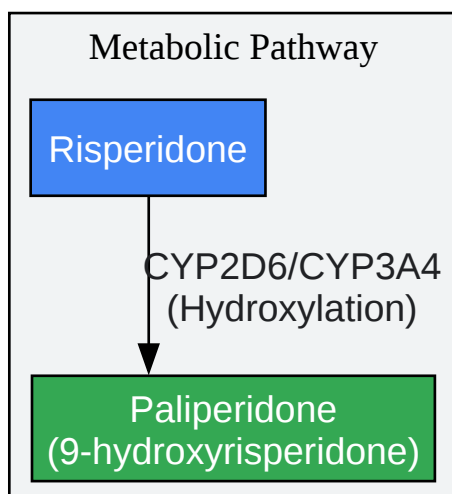 Metabolic Pathway
Risperidone
CYP2D6/CYP3A4
(Hydroxylation)
Paliperidone
(9-hydroxyrisperidone)